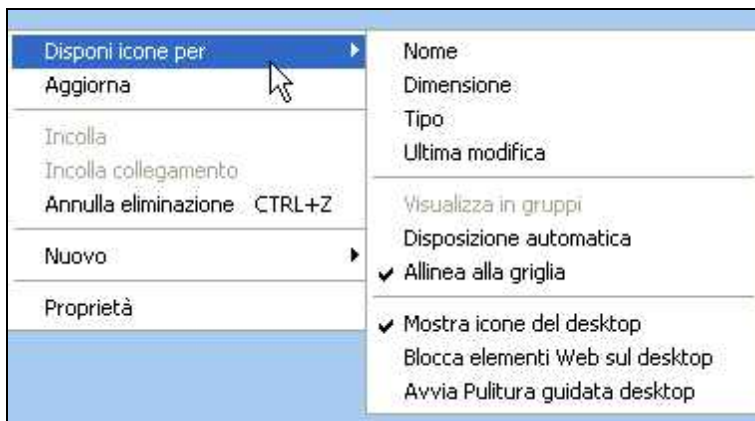 Disponi icone per
Aggiorna
Incolla
Incolla collegamento
Annulla eliminazione CTRL+Z
Nuovo
Proprietà
Nome
Dimensione
Tipo
Ultima modifica
Visualizza in gruppi
Disposizione automatica
Allinea alla griglia
Mostra icone del desktop
Blocca elementi Web sul desktop
Avvia Pulitura guidata desktop